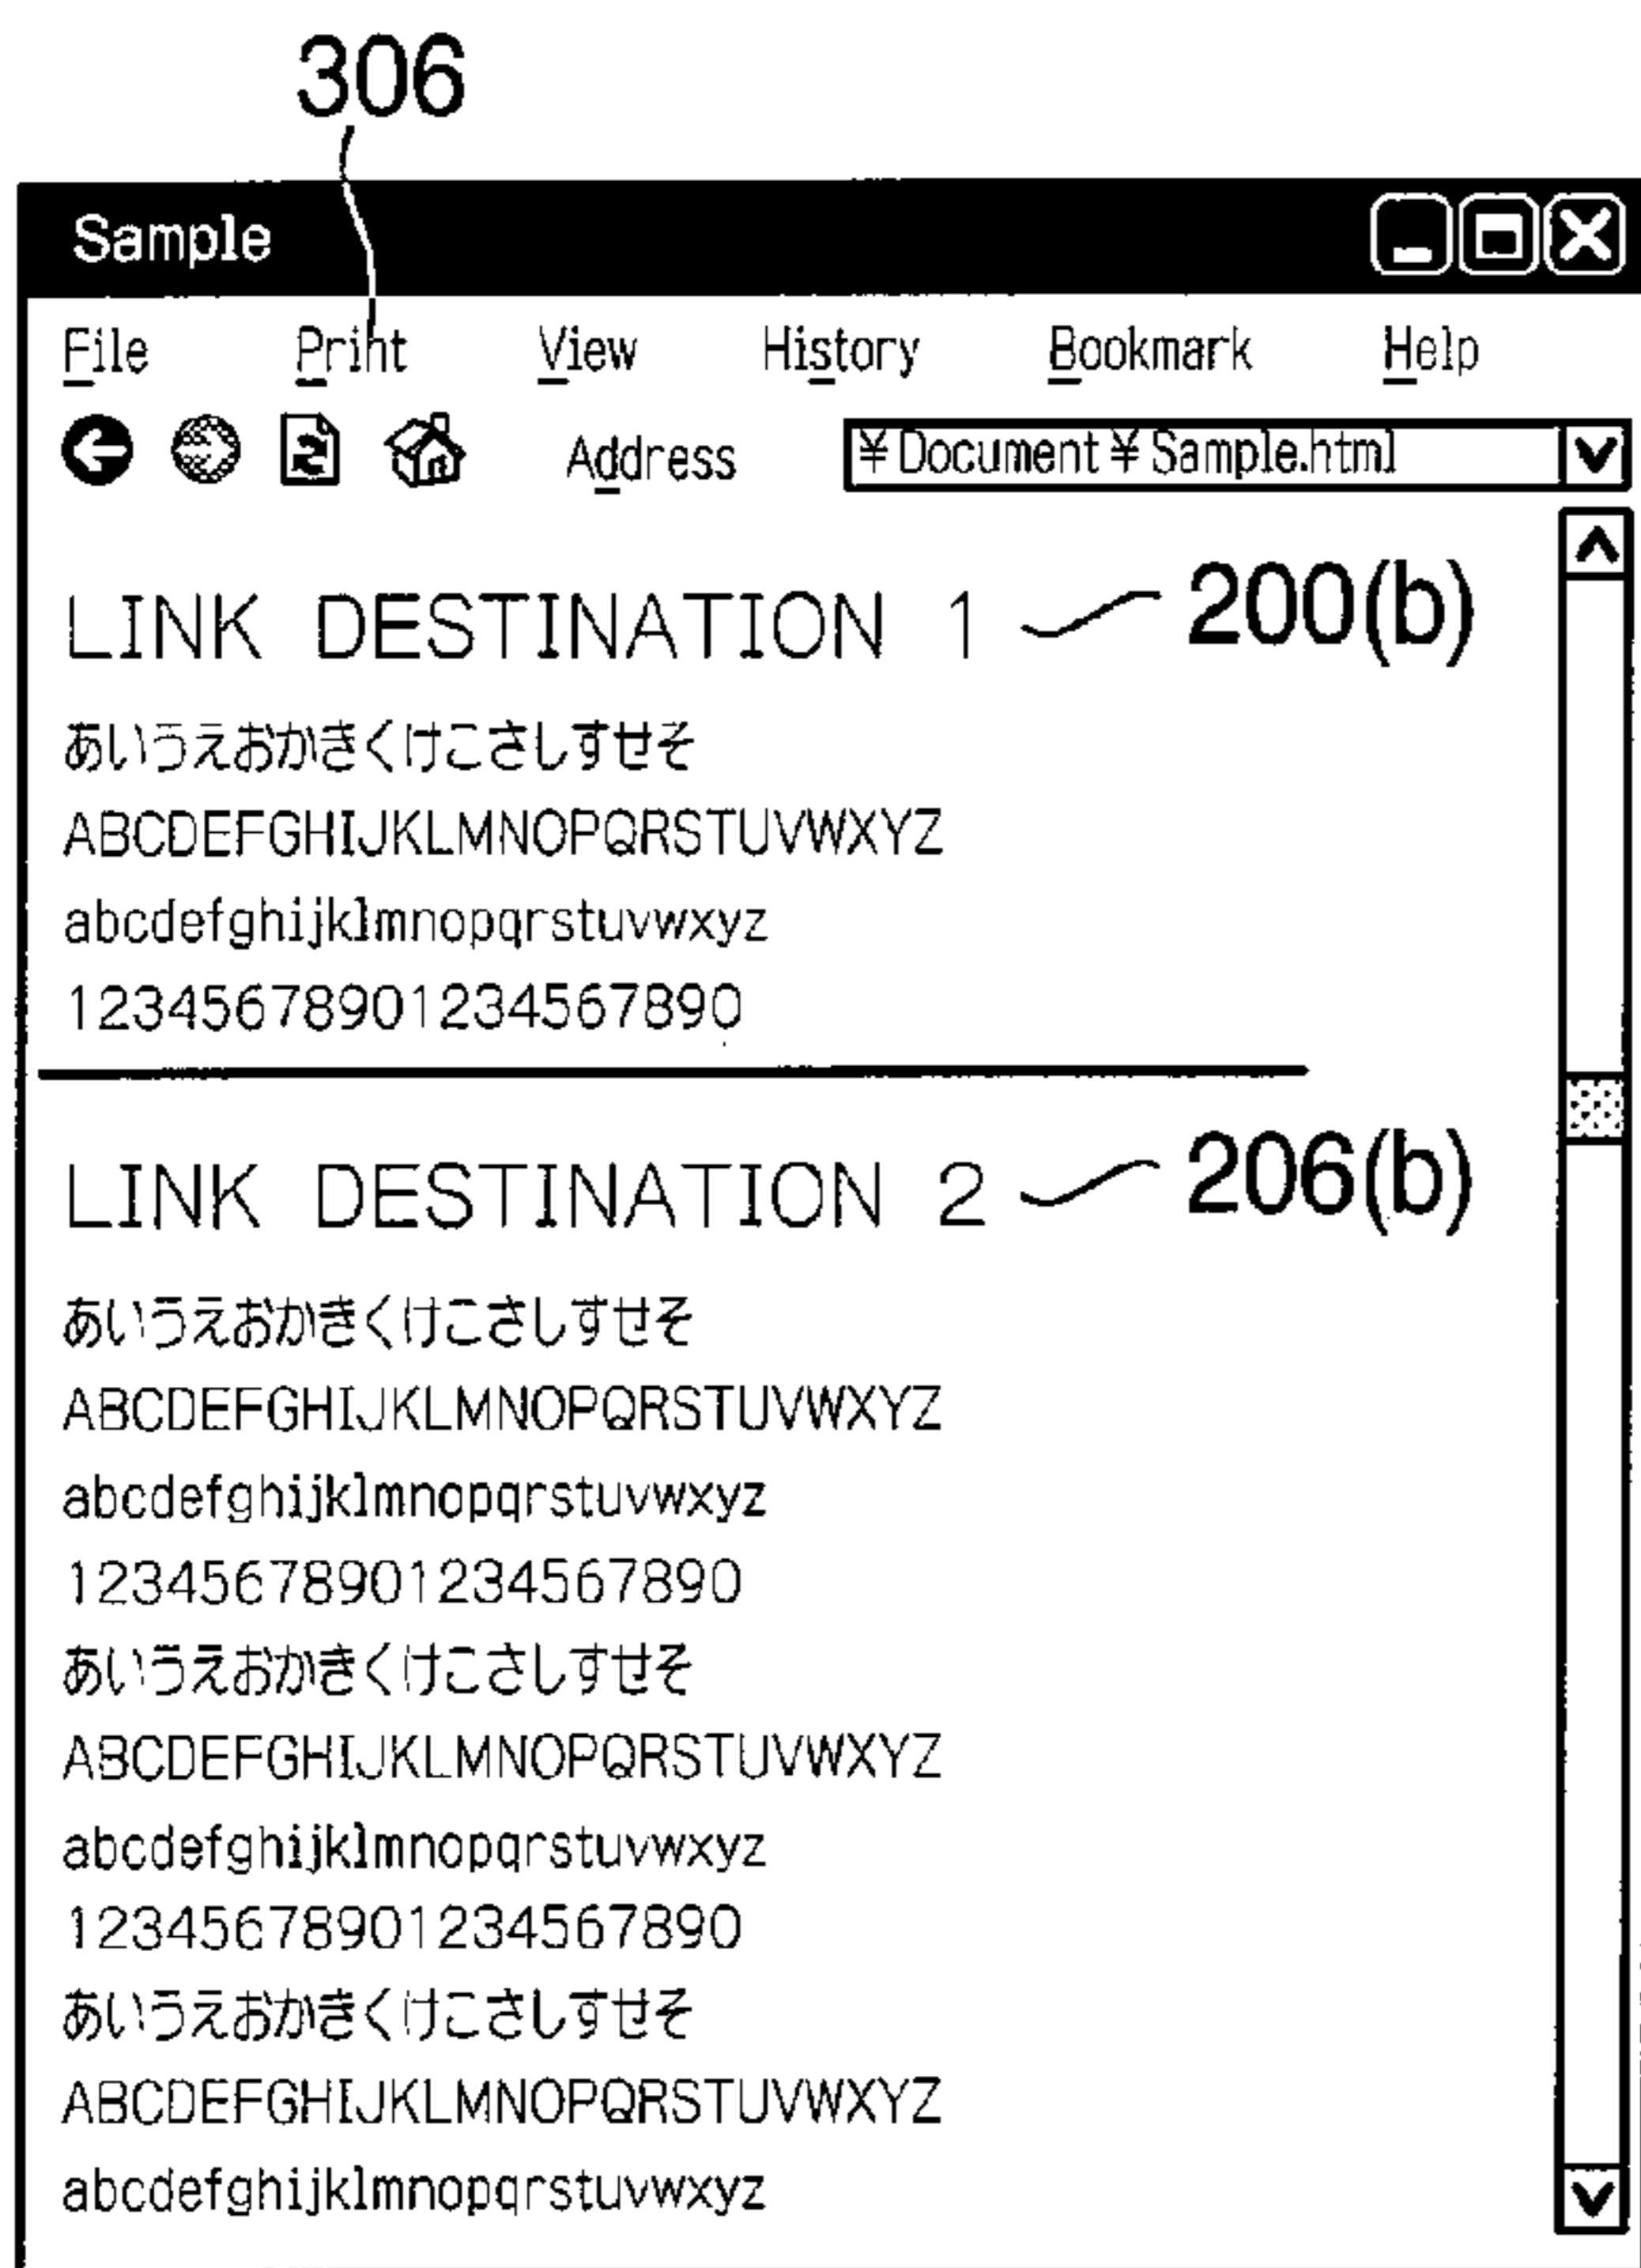 306
Sample
File Print View History Bookmark Help
Address ¥Document¥Sample.html
LINK DESTINATION 1 200(b)
あいうえおかきくけこさしすせそ
ABCDEFGHIJKLMNOPQRSTUVWXYZ
abcdefghijklmnopqrstuvwxyz
12345678901234567890
LINK DESTINATION 2 206(b)
あいうえおかきくけこさしすせそ
ABCDEFGHIJKLMNOPQRSTUVWXYZ
abcdefghijklmnopqrstuvwxyz
12345678901234567890
あいうえおかきくけこさしすせそ
ABCDEFGHIJKLMNOPQRSTUVWXYZ
abcdefghijklmnopqrstuvwxyz
12345678901234567890
あいうえおかきくけこさしすせそ
ABCDEFGHIJKLMNOPQRSTUVWXYZ
abcdefghijklmnopqrstuvwxyz